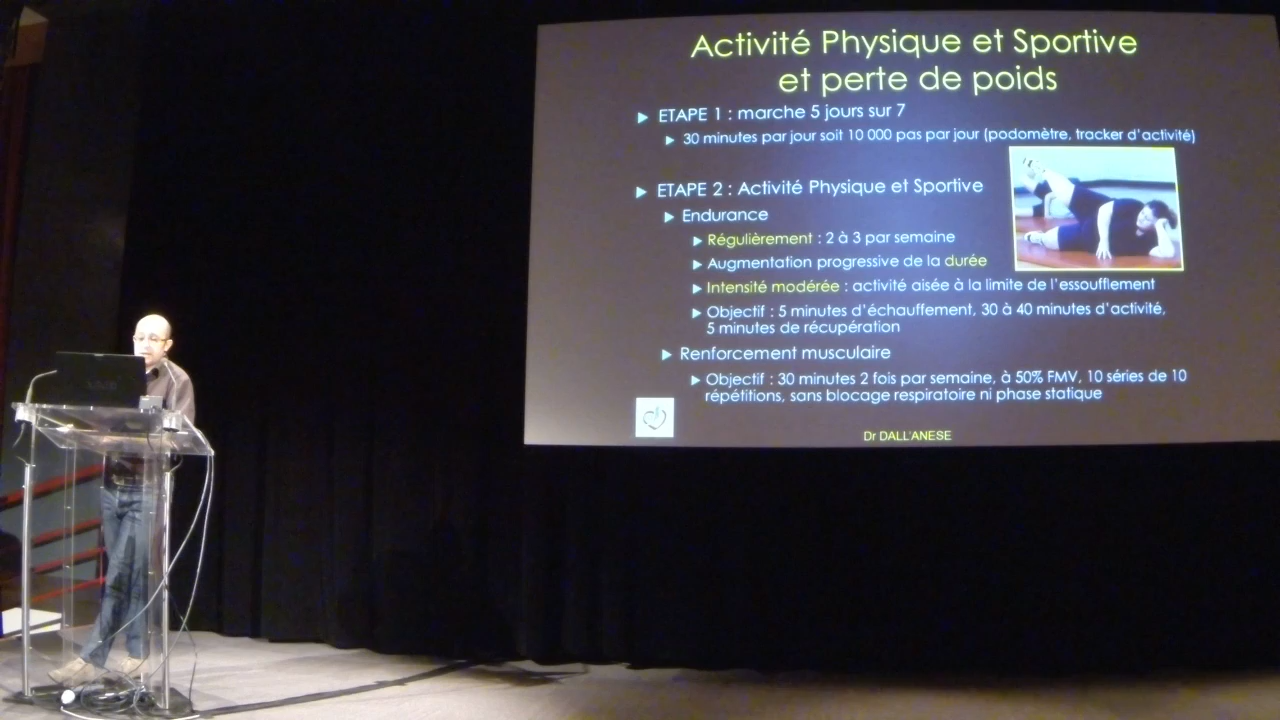 Activité Physique et Sportive
et perte de poids
ETAPE 1 : marche 5 jours sur 7
30 minutes par jour soit 10 000 pas par jour (podomètre, tracker d'activité)
ETAPE 2 : Activité Physique et Sportive
Endurance
Régulièrement : 2 à 3 par semaine
Augmentation progressive de la durée
Intensité modérée : activité aisée à la limite de l'essoufflement
Objectif : 5 minutes d'échauffement, 30 à 40 minutes d'activité,
5 minutes de récupération
Renforcement musculaire
Objectif : 30 minutes 2 fois par semaine, à 50% FMV, 10 séries de 10
répétitions, sans blocage respiratoire ni phase statique
Dr DALL'ANESE